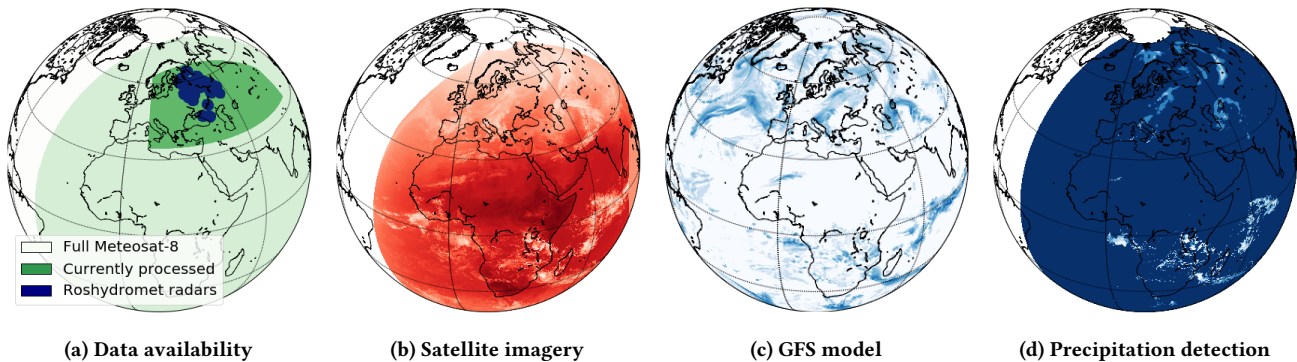 Full Meteosat-8
Currently processed
Roshydromet radars
(a) Data availability
(b) Satellite imagery
(c) GFS model
(d) Precipitation detection